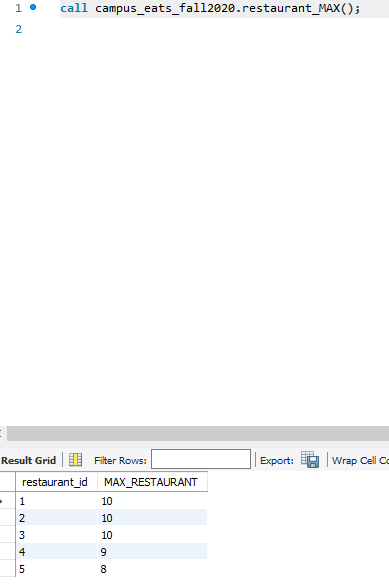 1 call campus_eats_fall2020.restaurant_MAX();
2
Result Grid Filter Rows: Export: Wrap Cell Co
restaurant_id MAX_RESTAURANT
1 10
2 10
3 10
4 9
5 8